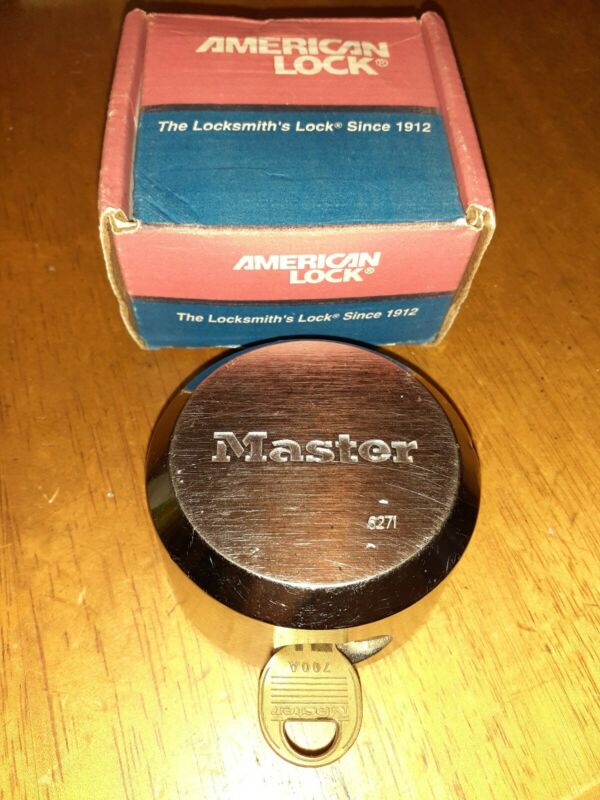 AMERICAN
LOCK®
The Locksmith's Lock® Since 1912
AMERICAN
LOCK®
The Locksmith's Lock® Since 1912
Master
6271
700A
Master